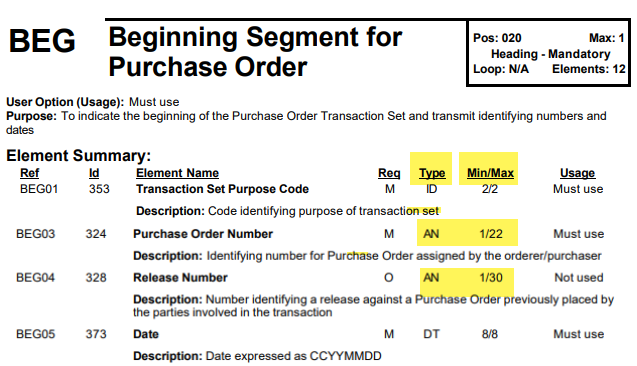 BEG
Beginning Segment for
Purchase Order
Pos: 020 Max: 1
Heading - Mandatory
Loop: N/A Elements: 12
User Option (Usage): Must use
Purpose: To indicate the beginning of the Purchase Order Transaction Set and transmit identifying numbers and
dates
Element Summary:
Ref Id Element Name Req Type Min/Max Usage
BEG01 353 Transaction Set Purpose Code M ID 2/2 Must use
Description: Code identifying purpose of transaction set
BEG03 324 Purchase Order Number M AN 1/22 Must use
Description: Identifying number for Purchase Order assigned by the orderer/purchaser
BEG04 328 Release Number O AN 1/30 Not used
Description: Number identifying a release against a Purchase Order previously placed by
the parties involved in the transaction
BEG05 373 Date M DT 8/8 Must use
Description: Date expressed as CCYYMMDD